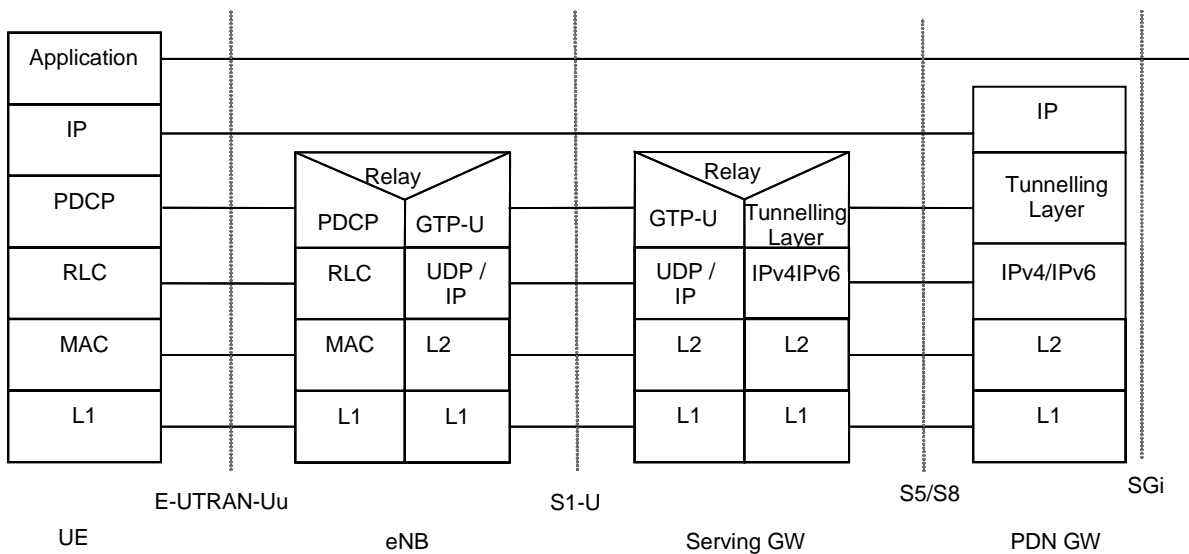 Application
IP
PDCP
RLC
MAC
L1
Relay
PDCP
GTP-U
RLC
UDP /
IP
MAC
L2
L1
L1
Relay
GTP-U
Tunnelling
Layer
UDP /
IP
IPv4IPv6
L2
L2
L1
L1
IP
Tunnelling
Layer
IPv4/IPv6
L2
L1
E-UTRAN-Uu
S1-U
S5/S8
SGi
UE
eNB
Serving GW
PDN GW